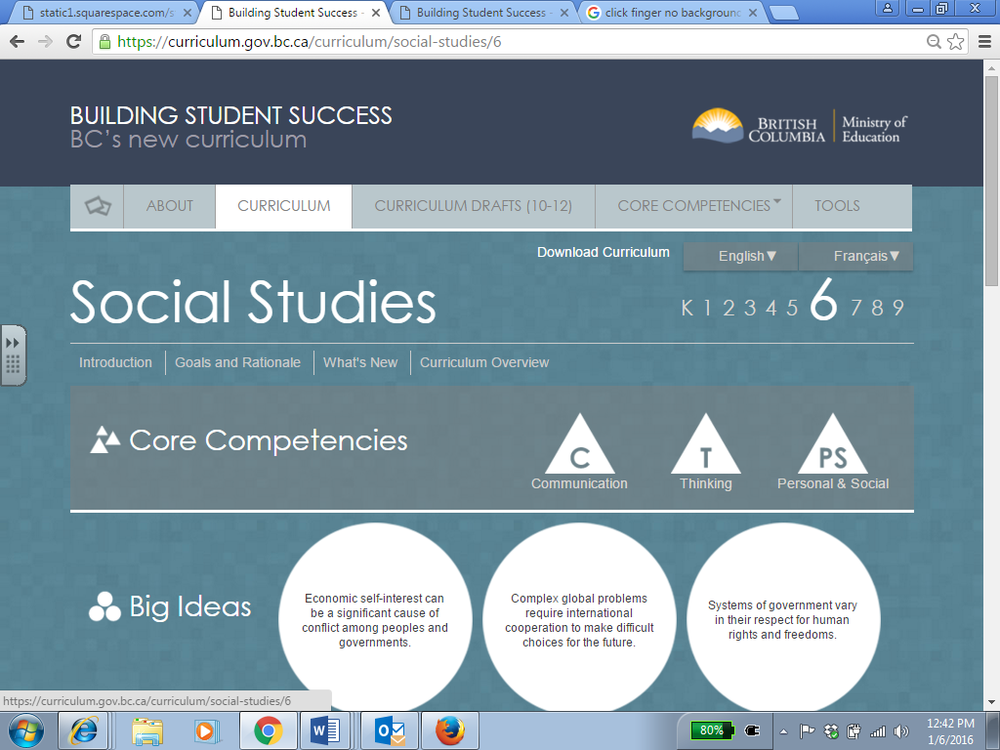 static1.squarespace.com/s
Building Student Success -
Building Student Success -
click finger no background
https://curriculum.gov.bc.ca/curriculum/social-studies/6
BUILDING STUDENT SUCCESS
BC's new curriculum
BRITISH COLUMBIA
Ministry of Education
ABOUT
CURRICULUM
CURRICULUM DRAFTS (10-12)
CORE COMPETENCIES
TOOLS
Download Curriculum
English▼
Français▼
Social Studies
K 1 2 3 4 5 6 7 8 9
Introduction
Goals and Rationale
What's New
Curriculum Overview
Core Competencies
C
Communication
T
Thinking
PS
Personal & Social
Big Ideas
Economic self-interest can
be a significant cause of
conflict among peoples and
governments.
Complex global problems
require international
cooperation to make difficult
choices for the future.
Systems of government vary
in their respect for human
rights and freedoms.
https://curriculum.gov.bc.ca/curriculum/social-studies/6
80%
12:42 PM
1/6/2016